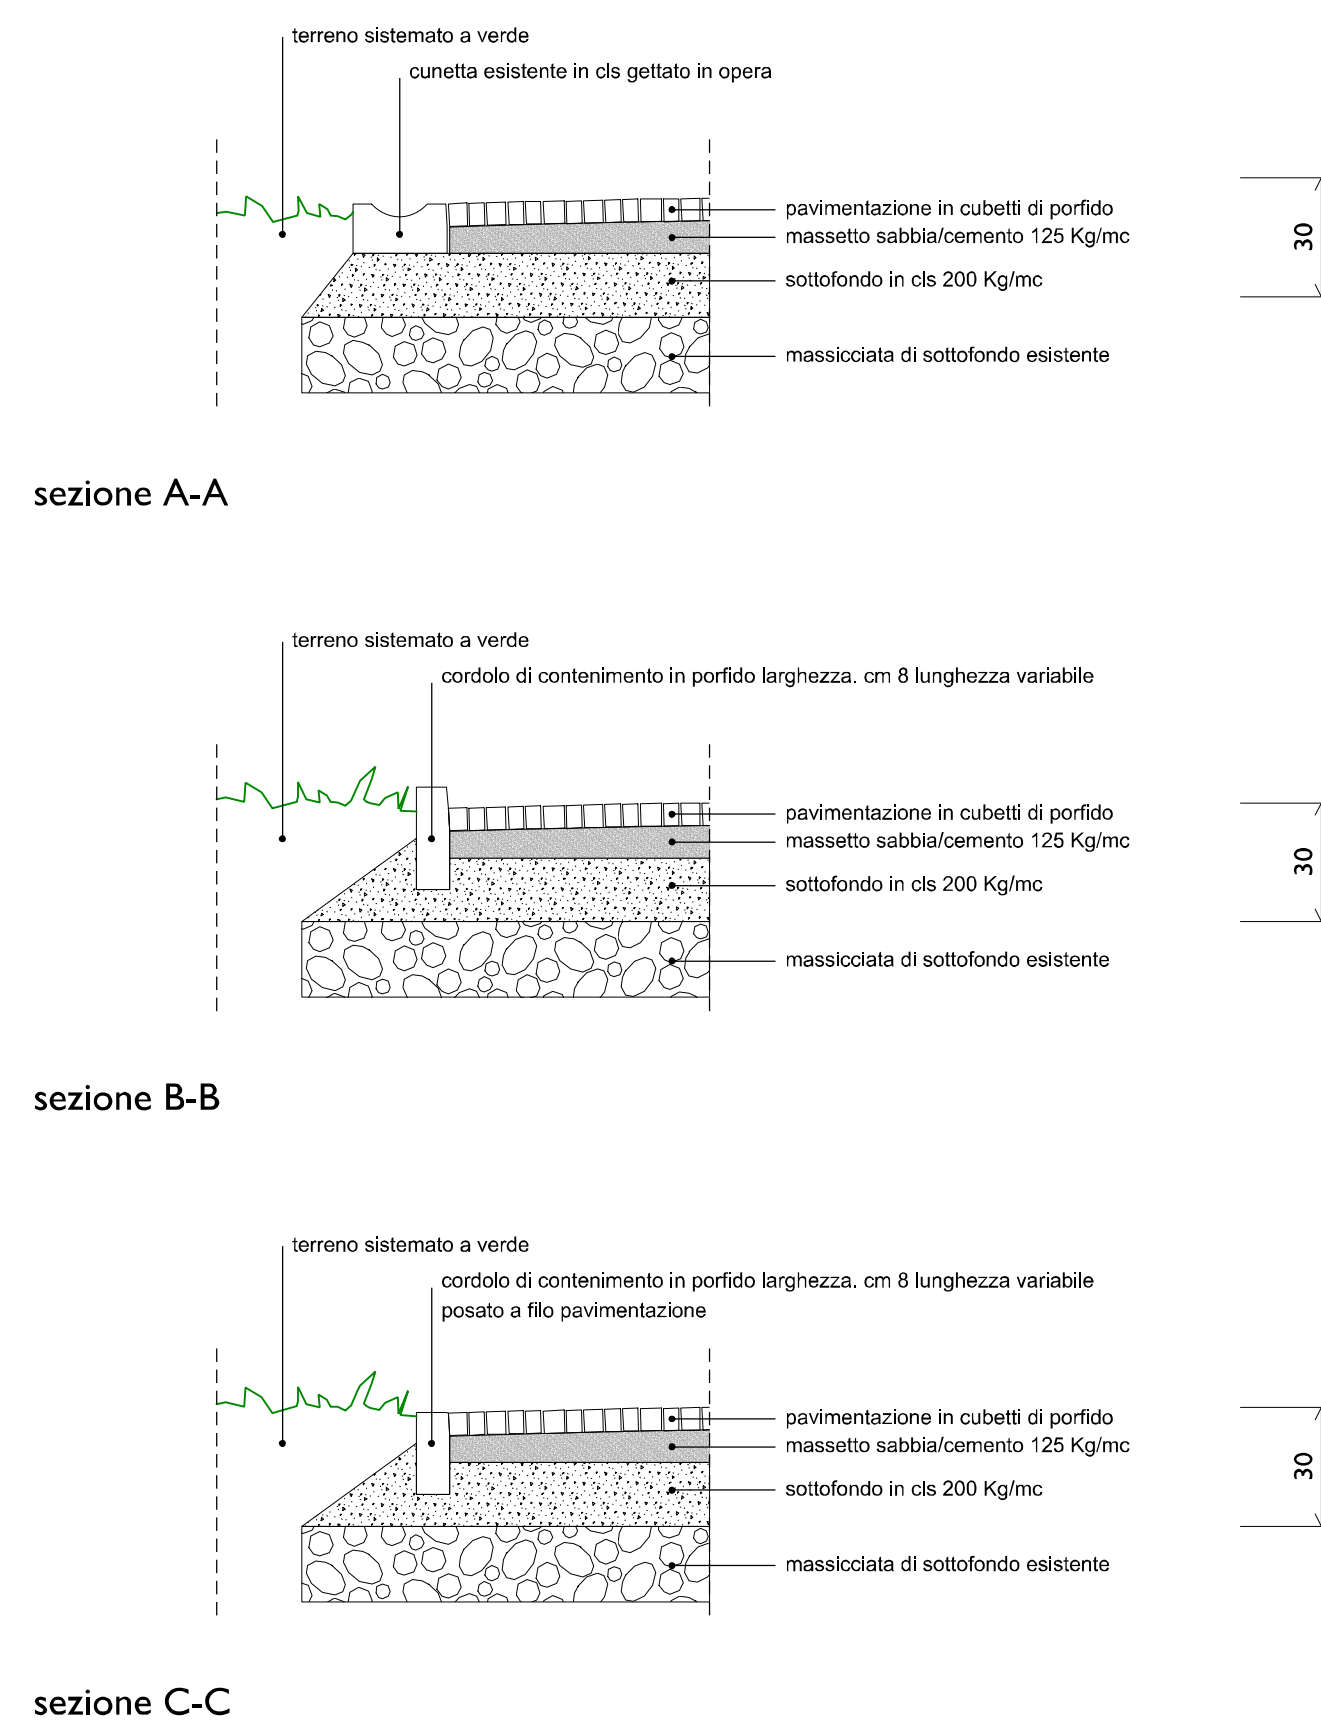 terreno sistemato a verde
cunetta esistente in cls gettato in opera
pavimentazione in cubetti di porfido
massetto sabbia/cemento 125 Kg/mc
sottofondo in cls 200 Kg/mc
massicciata di sottofondo esistente
30
sezione A-A
terreno sistemato a verde
cordolo di contenimento in porfido larghezza. cm 8 lunghezza variabile
pavimentazione in cubetti di porfido
massetto sabbia/cemento 125 Kg/mc
sottofondo in cls 200 Kg/mc
massicciata di sottofondo esistente
30
sezione B-B
terreno sistemato a verde
cordolo di contenimento in porfido larghezza. cm 8 lunghezza variabile
posato a filo pavimentazione
pavimentazione in cubetti di porfido
massetto sabbia/cemento 125 Kg/mc
sottofondo in cls 200 Kg/mc
massicciata di sottofondo esistente
30
sezione C-C